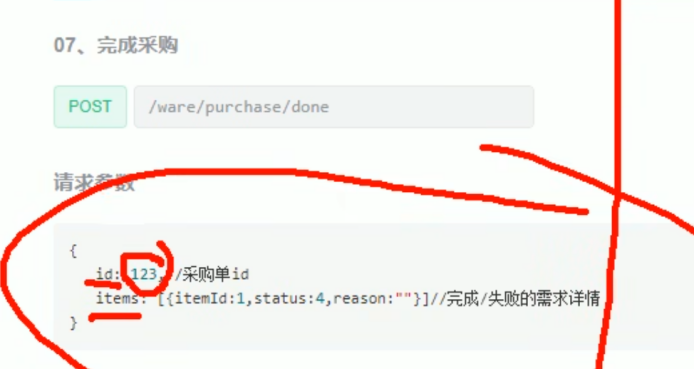 07、完成采购
POST /ware/purchase/done
请求参数
{
id: 123, //采购单id
items: [{itemId:1,status:4,reason:""}]//完成/失败的需求详情
}